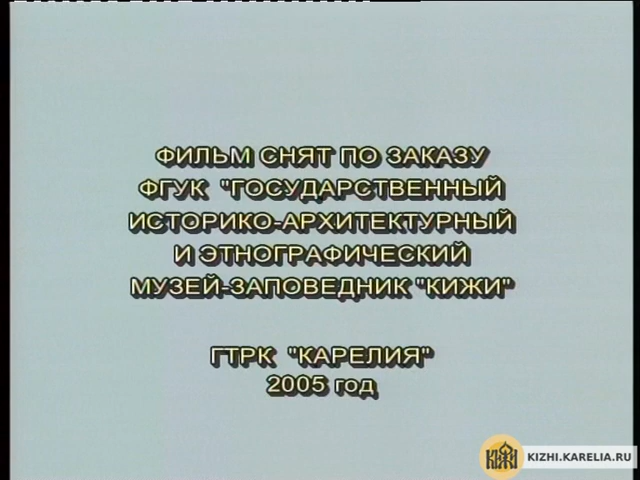 ФИЛЬМ СНЯТ ПО ЗАКАЗУ
ФГУК "ГОСУДАРСТВЕННЫЙ
ИСТОРИКО-АРХИТЕКТУРНЫЙ
И ЭТНОГРАФИЧЕСКИЙ
МУЗЕЙ-ЗАПОВЕДНИК "КИЖИ"
ГТРК "КАРЕЛИЯ"
2005 год
КИЖИ KIZHI.KARELIA.RU